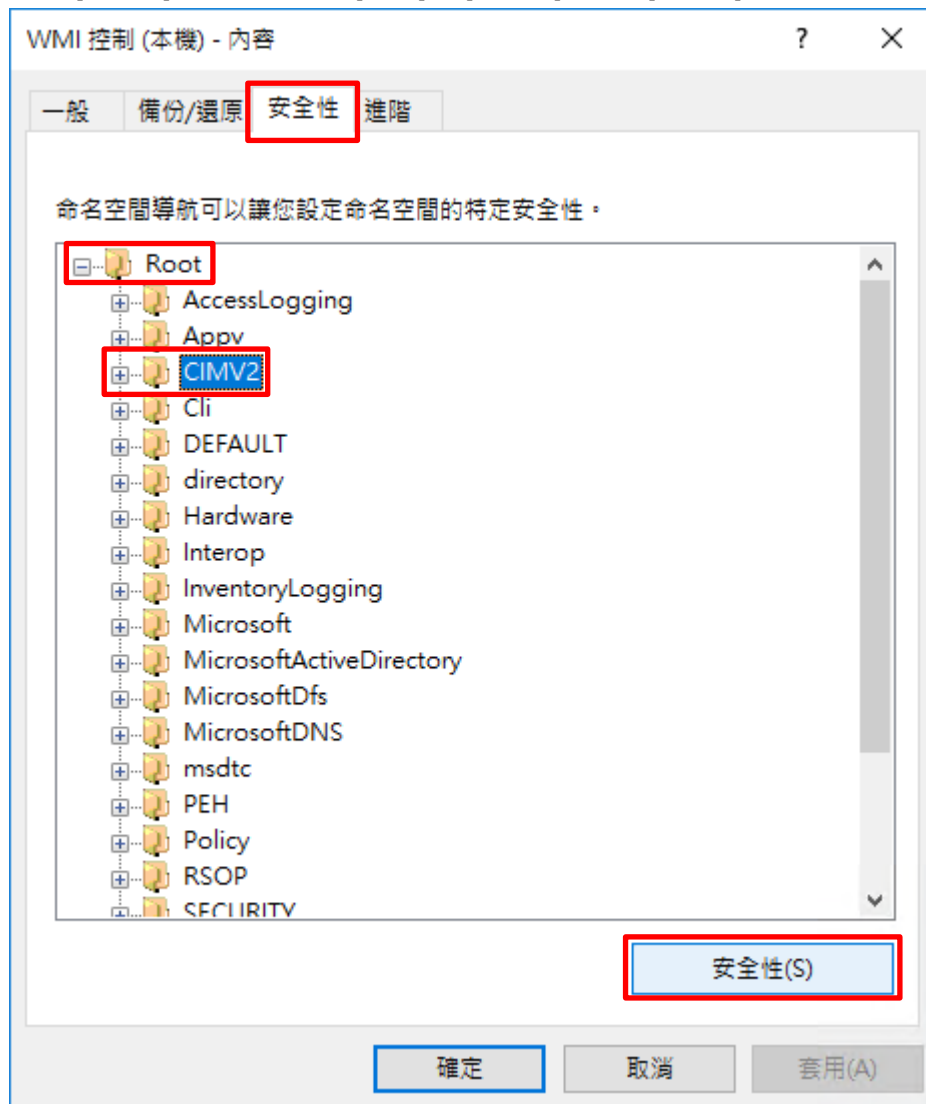 WMI 控制 (本機) - 內容 ?
一般 備份/還原 安全性 進階
命名空間導航可以讓您設定命名空間的特定安全性。
Root
AccessLogging
Appv
CIMV2
Cli
DEFAULT
directory
Hardware
Interop
InventoryLogging
Microsoft
MicrosoftActiveDirectory
MicrosoftDfs
MicrosoftDNS
msdtc
PEH
Policy
RSOP
SECURITY
安全性(S)
確定 取消 套用(A)